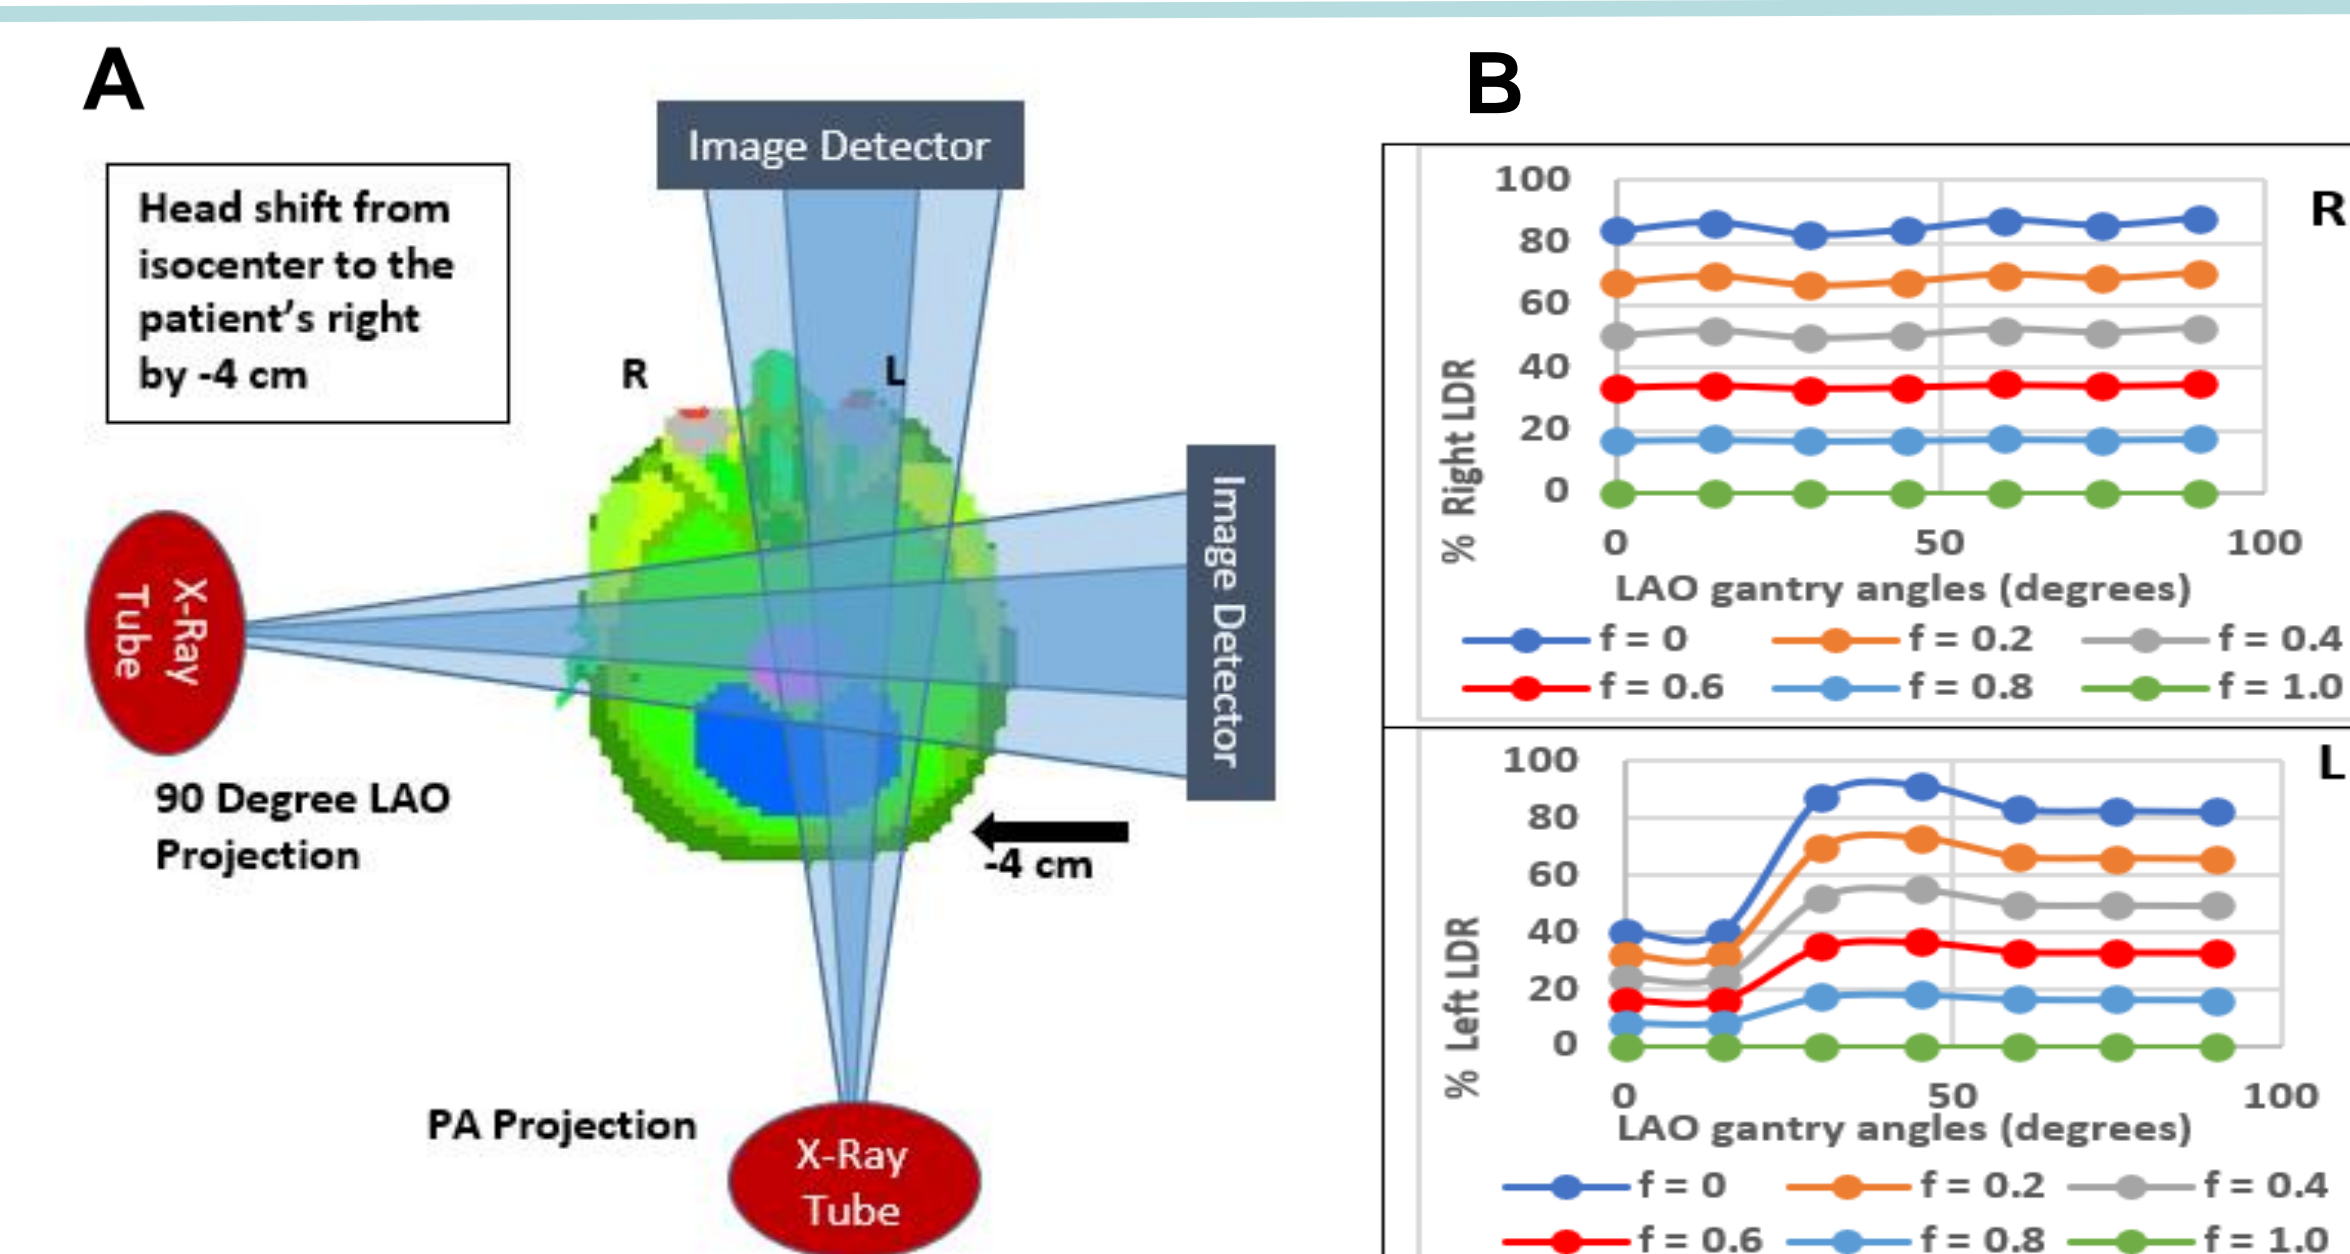 A
Head shift from
isocenter to the
patient's right
by -4 cm
Image Detector
R
L
X-Ray
Tube
Image Detector
90 Degree LAO
Projection
-4 cm
PA Projection
X-Ray
Tube
B
R
100
80
60
40
20
0
% Right LDR
0 50 100
LAO gantry angles (degrees)
f = 0 f = 0.2 f = 0.4
f = 0.6 f = 0.8 f = 1.0
L
100
80
60
40
20
0
% Left LDR
0 50 100
LAO gantry angles (degrees)
f = 0 f = 0.2 f = 0.4
f = 0.6 f = 0.8 f = 1.0